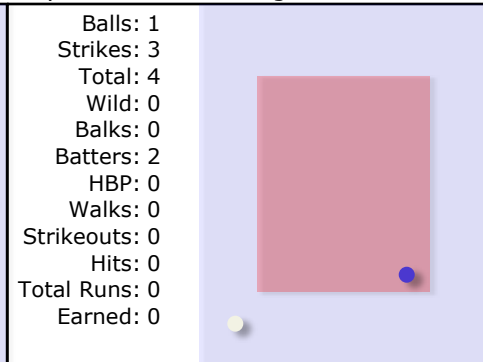 Balls: 1
Strikes: 3
Total: 4
Wild: 0
Balks: 0
Batters: 2
HBP: 0
Walks: 0
Strikeouts: 0
Hits: 0
Total Runs: 0
Earned: 0